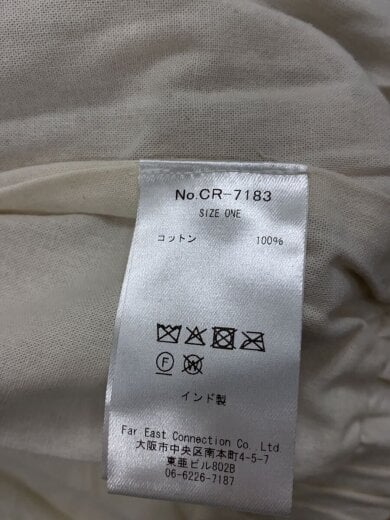 No.CR-7183
SIZE ONE
コットン 100%
F
W
インド製
Far East Connection Co. Ltd
大阪市中央区南本町4-5-7
東亜ビル802B
06-6226-7187